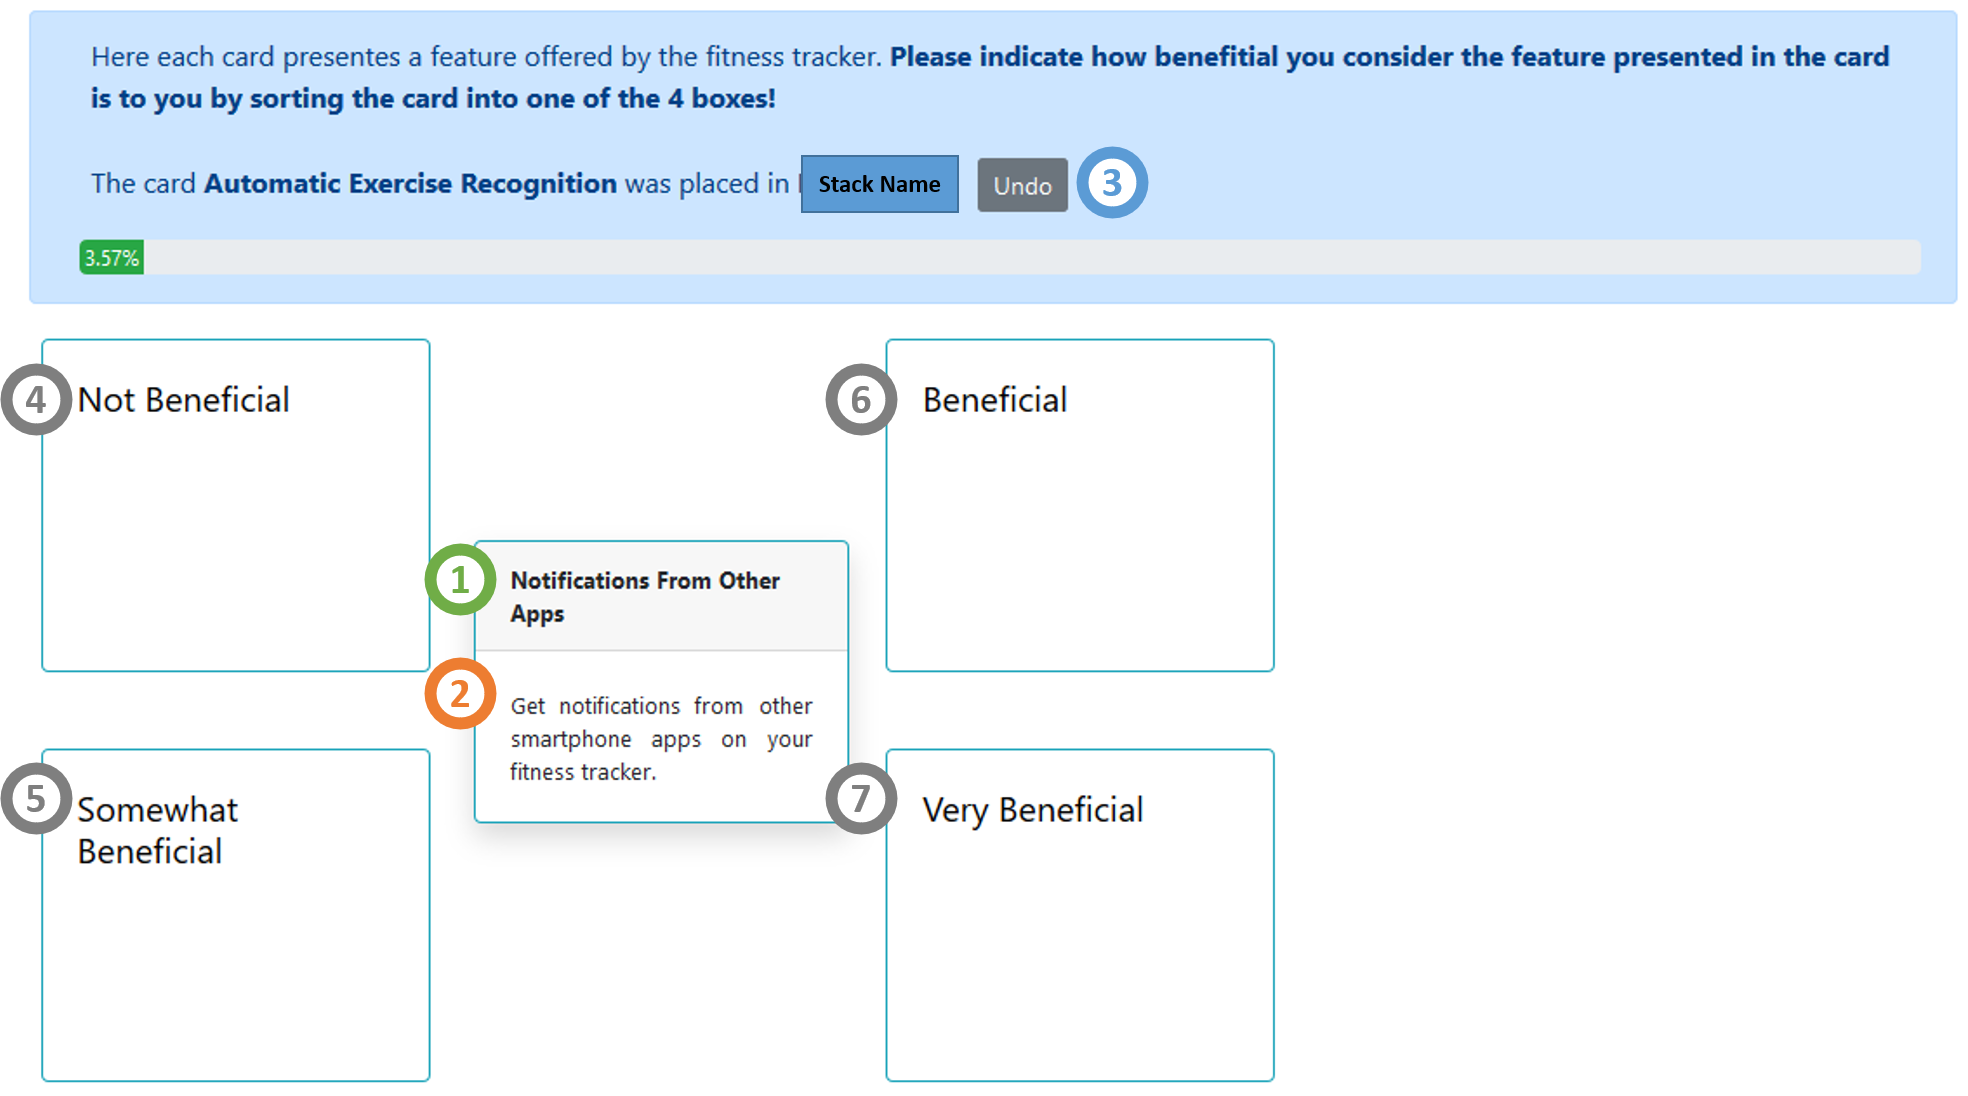 Here each card presentes a feature offered by the fitness tracker. Please indicate how benefitial you consider the feature presented in the card
is to you by sorting the card into one of the 4 boxes!
The card Automatic Exercise Recognition was placed in Stack Name Undo 3
3.57%
4 Not Beneficial
6 Beneficial
1 Notifications From Other
Apps
2 Get notifications from other
smartphone apps on your
fitness tracker.
5 Somewhat
Beneficial
7 Very Beneficial